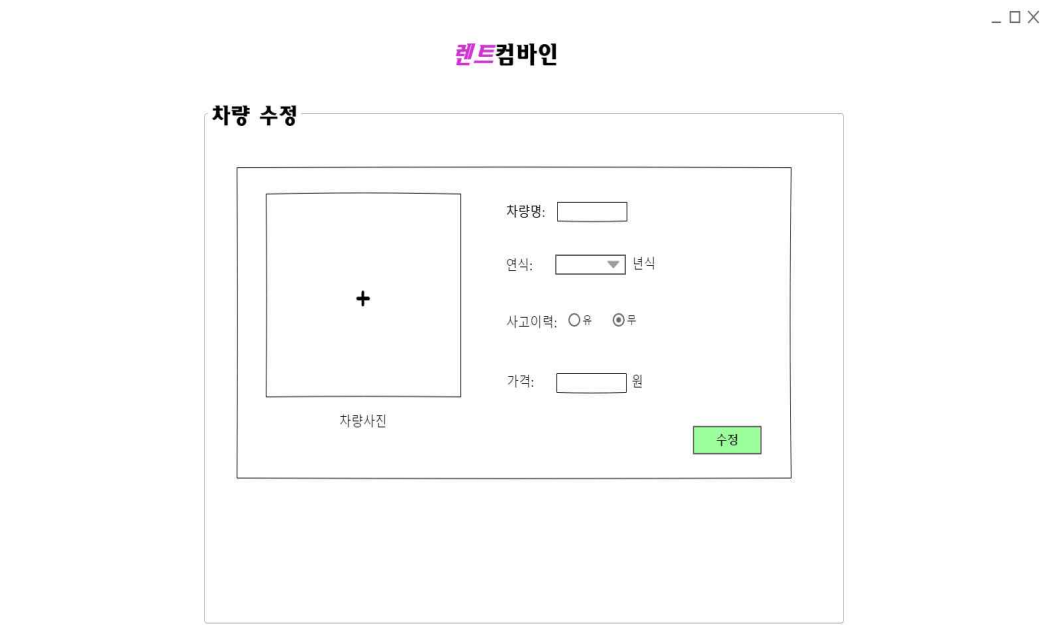 렌트컴바인
차량 수정
차량명:
연식: 년식
사고이력: 유 무
가격: 원
차량사진
수정